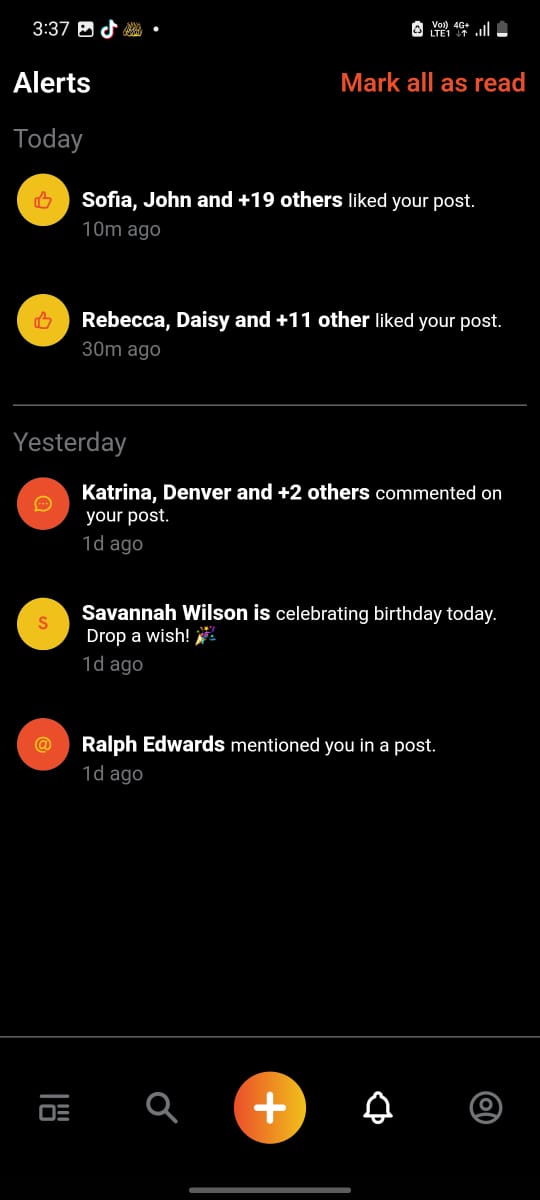 3:37
Vo)) LTE1 4G+
Alerts
Mark all as read
Today
Sofia, John and +19 others liked your post.
10m ago
Rebecca, Daisy and +11 other liked your post.
30m ago
Yesterday
Katrina, Denver and +2 others commented on
your post.
1d ago
S
Savannah Wilson is celebrating birthday today.
Drop a wish! 🎉
1d ago
@
Ralph Edwards mentioned you in a post.
1d ago